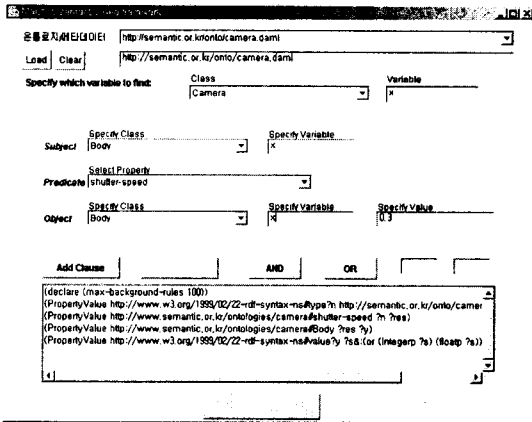 온톨로지/메타데이터 http://semantic.or.kr/onto/camera.daml
Load Clear http://semantic.or.kr/onto/camera.daml
Specify which variable to find: Class Variable
Camera x
Specify Class Specify Variable
Subject Body x
Select Property
Predicate shutter-speed
Specify Class Specify Variable Specify Value
Object Body x 0.3
Add Clause AND OR
(declare (max-background-rules 100))
(PropertyValue http://www.w3.org/1999/02/22-rdf-syntax-ns#type ?n http://semantic.or.kr/onto/camer
(PropertyValue http://www.semantic.or.kr/ontologies/camera#shutter-speed ?n ?res)
(PropertyValue http://www.semantic.or.kr/ontologies/camera#Body ?res ?y)
(PropertyValue http://www.w3.org/1999/02/22-rdf-syntax-ns#value?y ?s&:(or (integerp ?s) (floatp ?s))